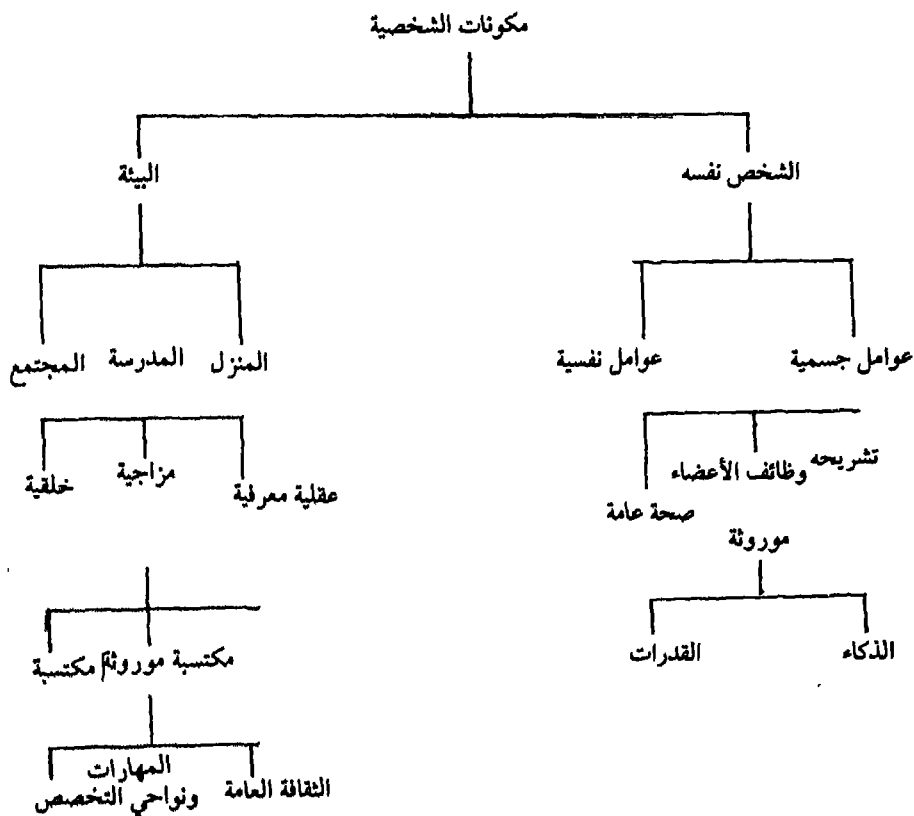 مكونات الشخصية
الشخص نفسه
البيئة
عوامل جسمية
عوامل نفسية
المنزل
المدرسة
المجتمع
تشريحه
وظائف الأعضاء
صحة عامة
عقلية معرفية
مزاجية
خلقية
موروثة
الذكاء
القدرات
مكتسبة موروثة/مكتسبة
الثقافة العامة
المهارات
ونواحي التخصص